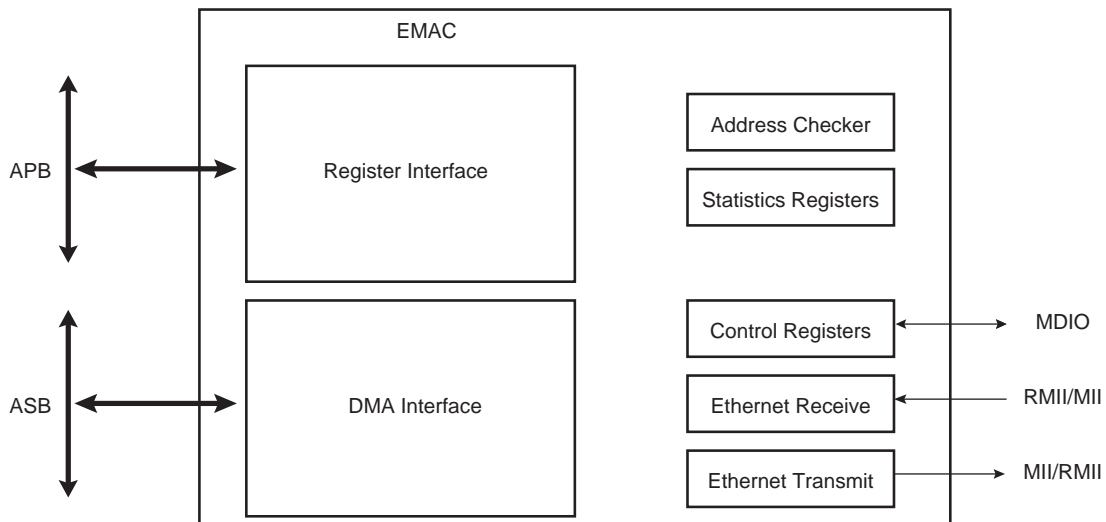 EMAC
APB
Register Interface
Address Checker
Statistics Registers
ASB
DMA Interface
Control Registers
MDIO
Ethernet Receive
RMII/MII
Ethernet Transmit
MII/RMII